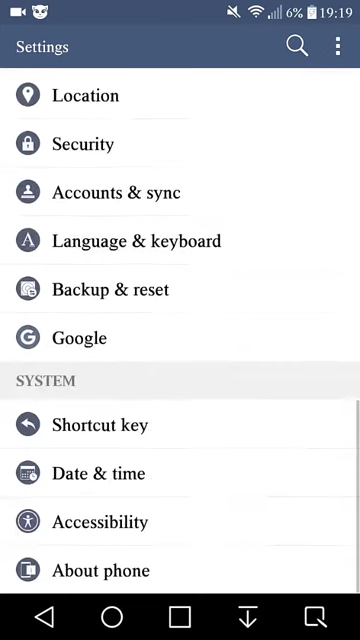 6% 19:19
Settings
Location
Security
Accounts & sync
Language & keyboard
Backup & reset
Google
SYSTEM
Shortcut key
Date & time
Accessibility
About phone